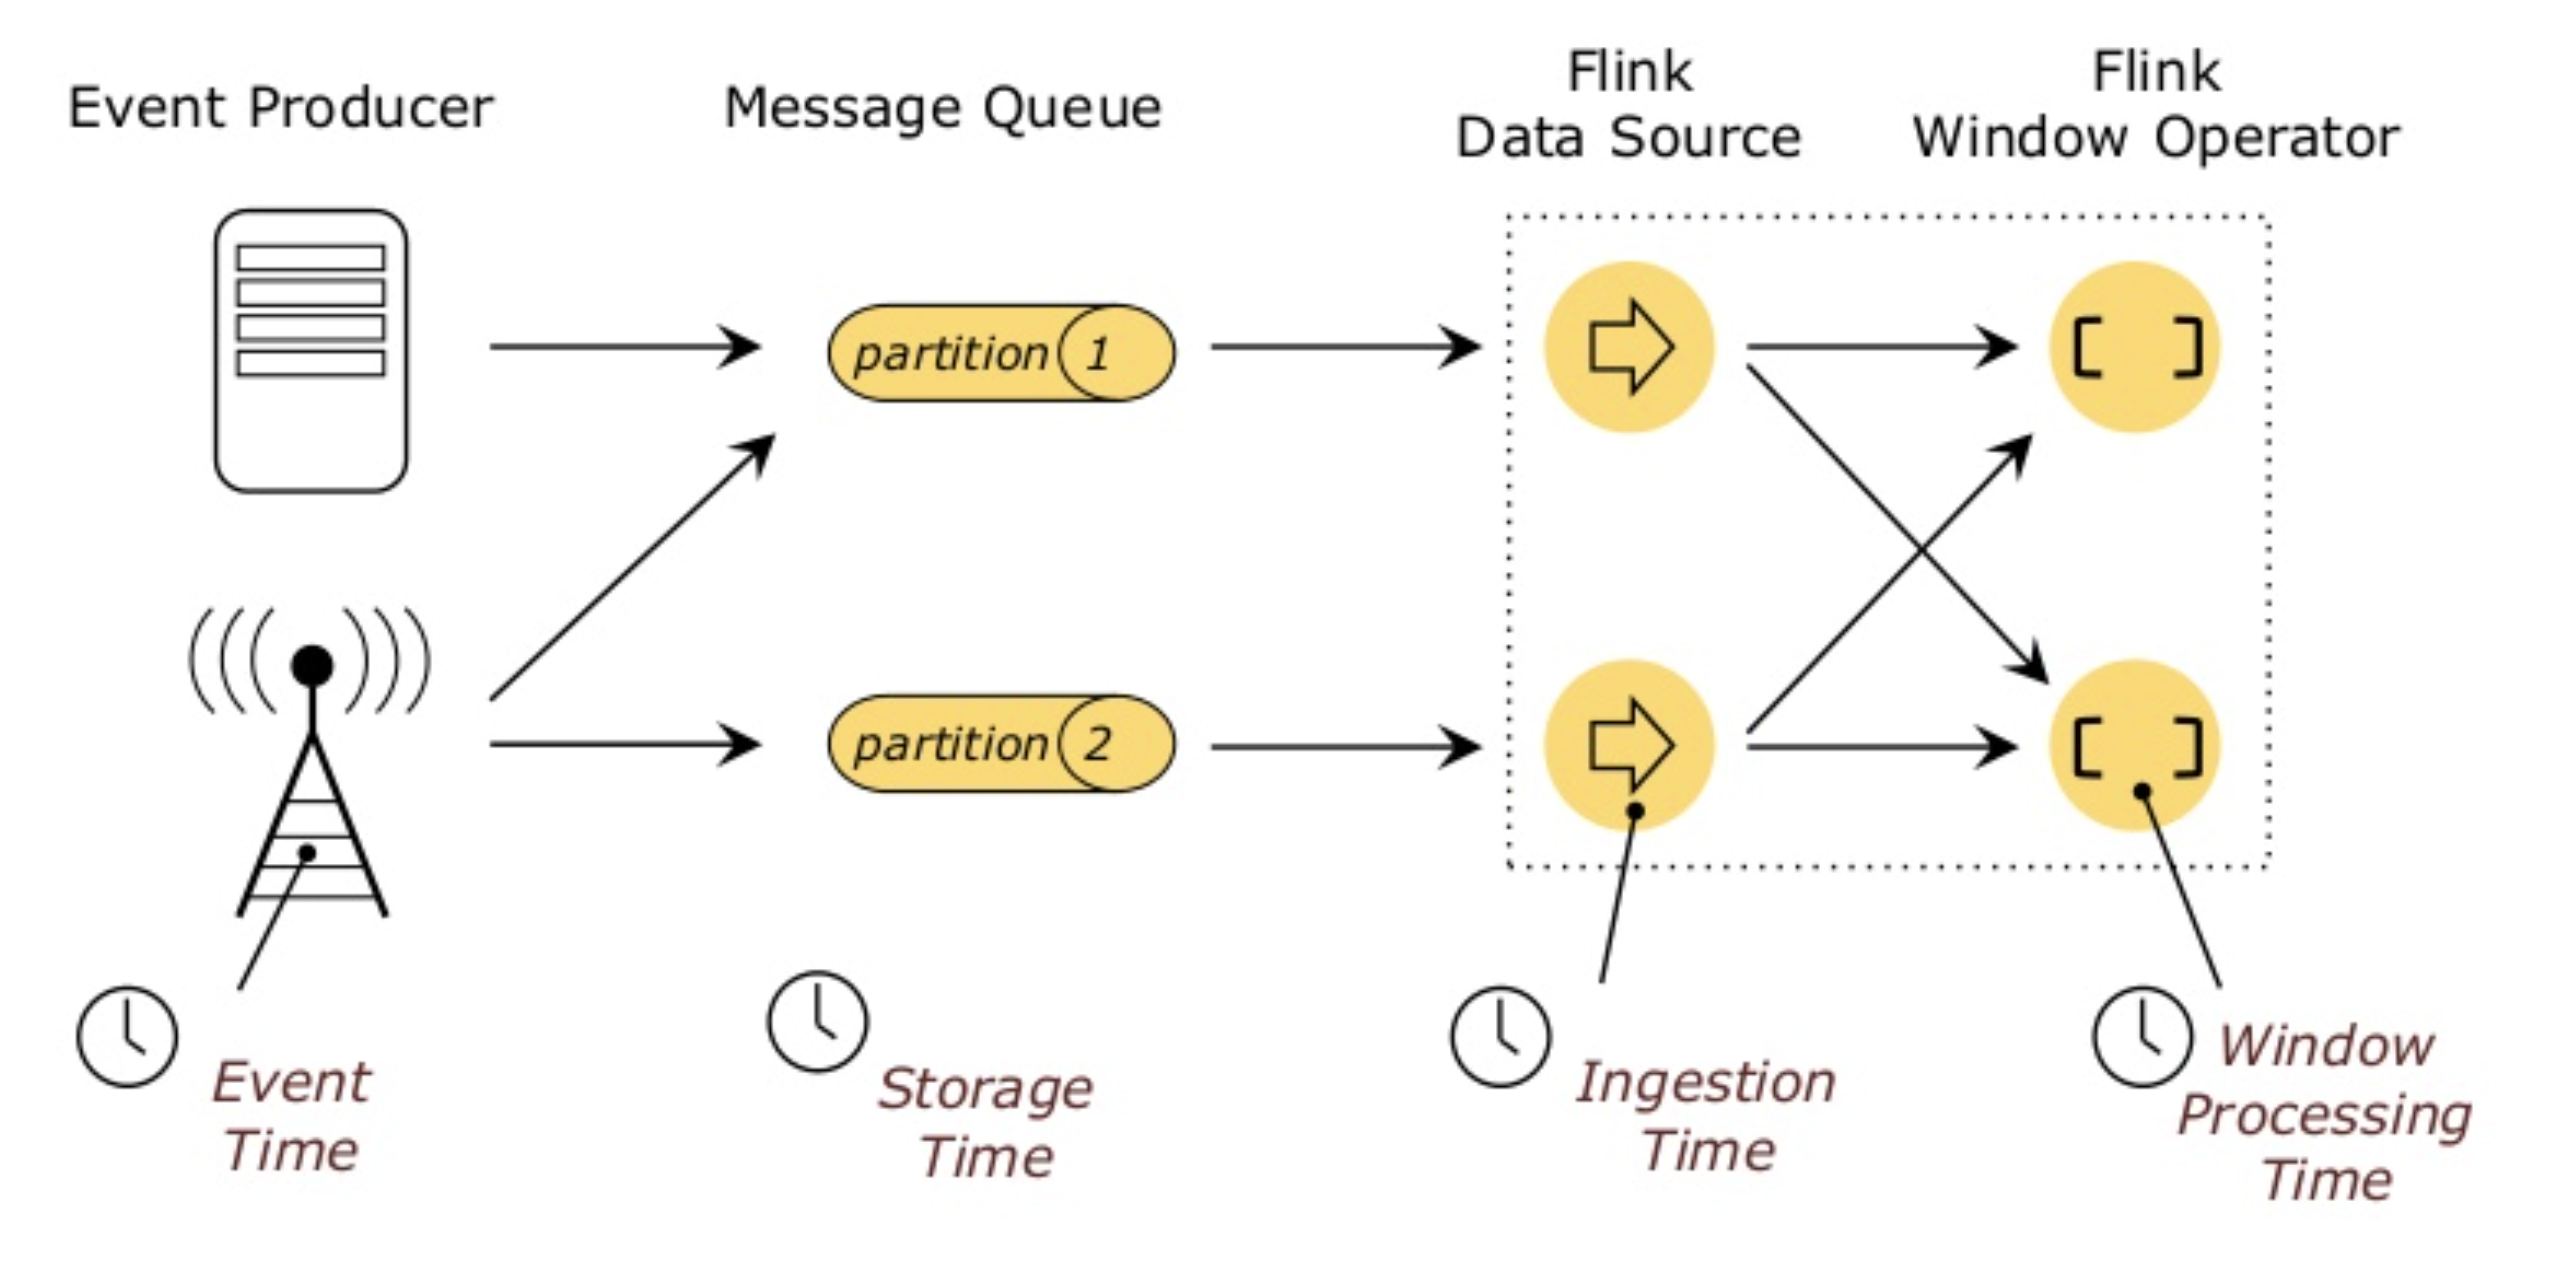 Event Producer
Message Queue
Flink
Data Source
Flink
Window Operator
partition 1
partition 2
Event
Time
Storage
Time
Ingestion
Time
Window
Processing
Time